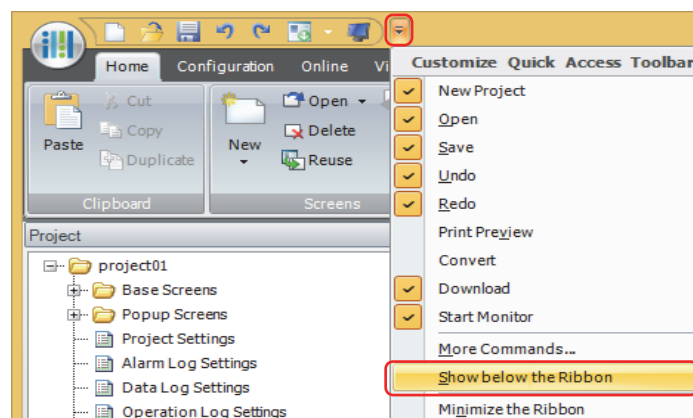 Home Configuration Online
Customize Quick Access Toolbar
New Project
Open
Save
Undo
Redo
Print Preview
Convert
Download
Start Monitor
More Commands...
Show below the Ribbon
Minimize the Ribbon
Paste
Cut
Copy
Duplicate
Clipboard
New
Open
Delete
Reuse
Screens
Project
project01
Base Screens
Popup Screens
Project Settings
Alarm Log Settings
Data Log Settings
Operation Log Settings